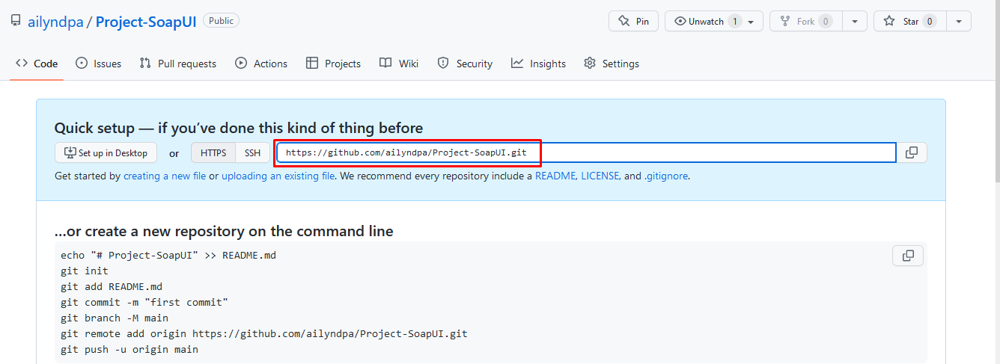 ailyndpa / Project-SoapUI Public Pin Unwatch 1 Fork 0 Star 0
Code Issues Pull requests Actions Projects Wiki Security Insights Settings
Quick setup — if you’ve done this kind of thing before
Set up in Desktop or HTTPS SSH https://github.com/ailyndpa/Project-SoapUI.git
Get started by creating a new file or uploading an existing file. We recommend every repository include a README, LICENSE, and .gitignore.
…or create a new repository on the command line
echo "# Project-SoapUI" >> README.md
git init
git add README.md
git commit -m "first commit"
git branch -M main
git remote add origin https://github.com/ailyndpa/Project-SoapUI.git
git push -u origin main